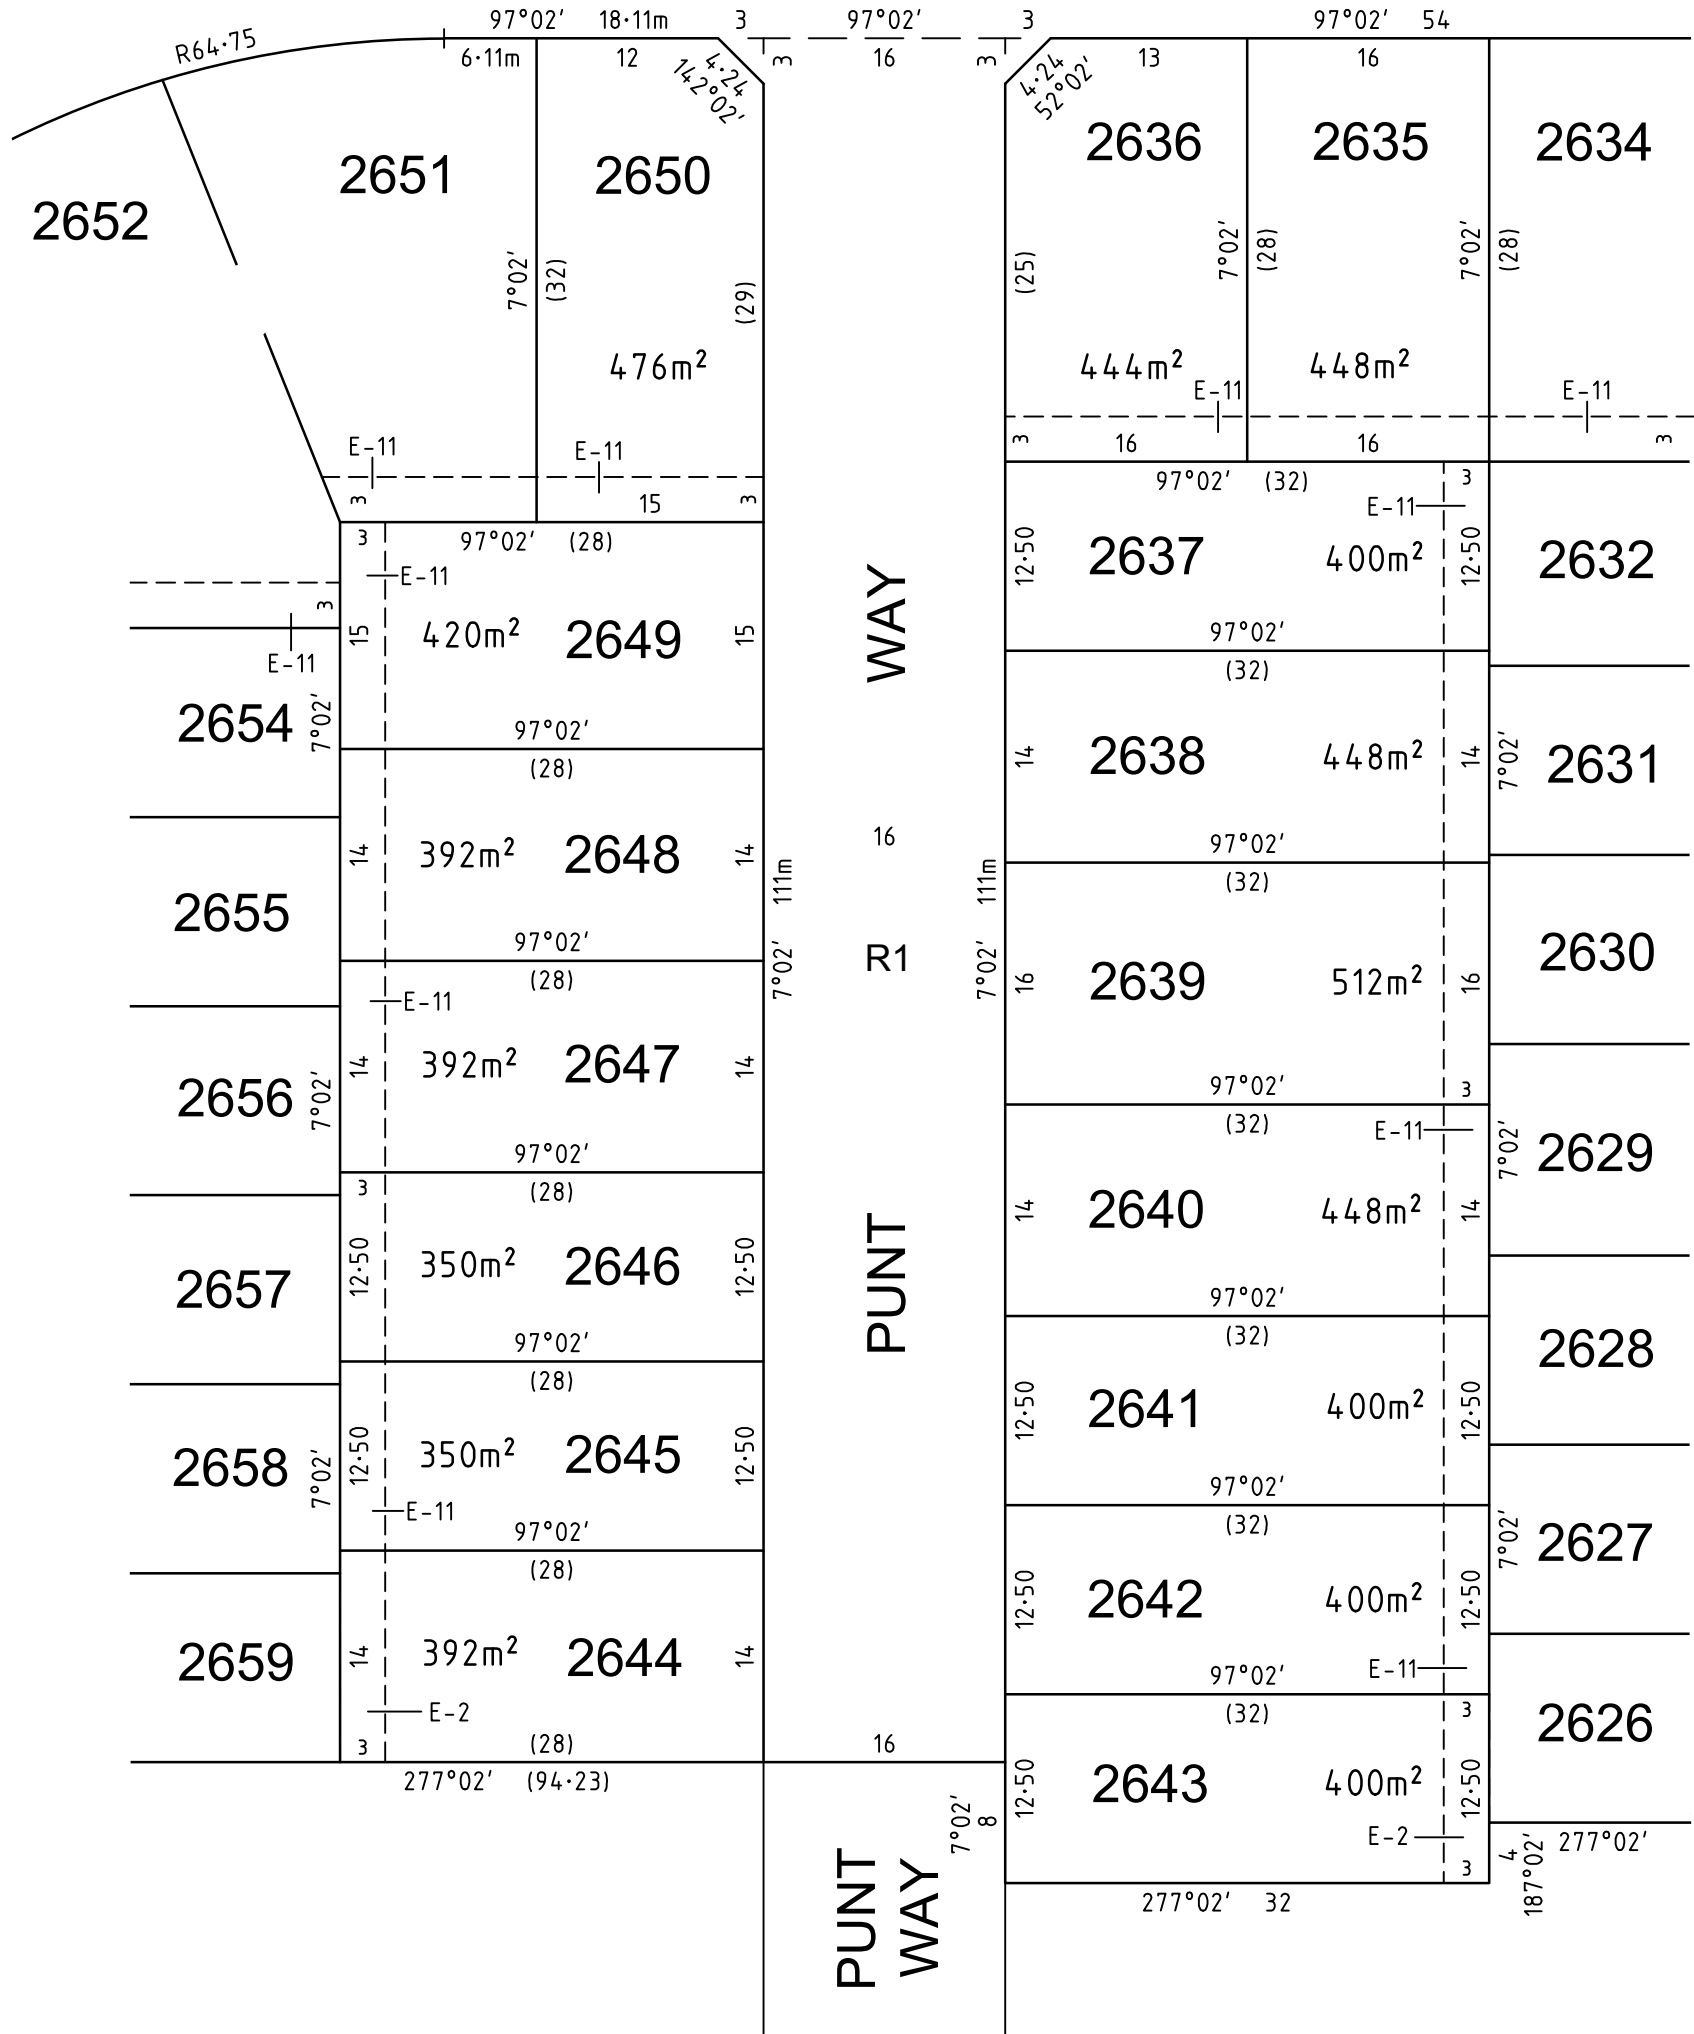 97°02′ 18·11m 3 97°02′ 3 97°02′ 54
R64·75
6·11m 12 3 16 3 13 16
4·24
142°02′
4·24
52°02′
2636 2635 2634
2651 2650
2652
7°02′
(32)
(29)
(25)
7°02′
(28)
7°02′
(28)
476m²
444m² 448m²
E-11 E-11
E-11 E-11
3 16 16 3
3 15 3
97°02′ (32) 3
E-11
3 97°02′ (28)
E-11
12·50 2637 400m² 12·50 2632
WAY
3
15 420m² 2649 15
97°02′
E-11
(32)
2654 7°02′
97°02′
(28)
14 2638 448m² 14 7°02′ 2631
16
97°02′
14 392m² 2648 14
111m 111m
(32)
2655
97°02′
(28)
7°02′ R1 7°02′
16 2639 512m² 16 2630
E-11
14 392m² 2647 14
2656 7°02′
97°02′ 3
(32)
E-11
7°02′ 2629
97°02′
3 (28)
14 2640 448m² 14
PUNT
12·50 350m² 2646 12·50
2657
97°02′
(32)
97°02′
(28)
2628
12·50 2641 400m² 12·50
12·50 350m² 2645 12·50
2658 7°02′
E-11
97°02′
97°02′
(32)
7°02′ 2627
(28)
12·50 2642 400m² 12·50
14 392m² 2644 14
2659
E-11
97°02′
(32) 3
E-2
2626
3 (28) 16
277°02′ (94·23)
12·50 2643 400m² 12·50
7°02′
8
E-2
3
4
187°02′
277°02′
277°02′ 32
PUNT
WAY